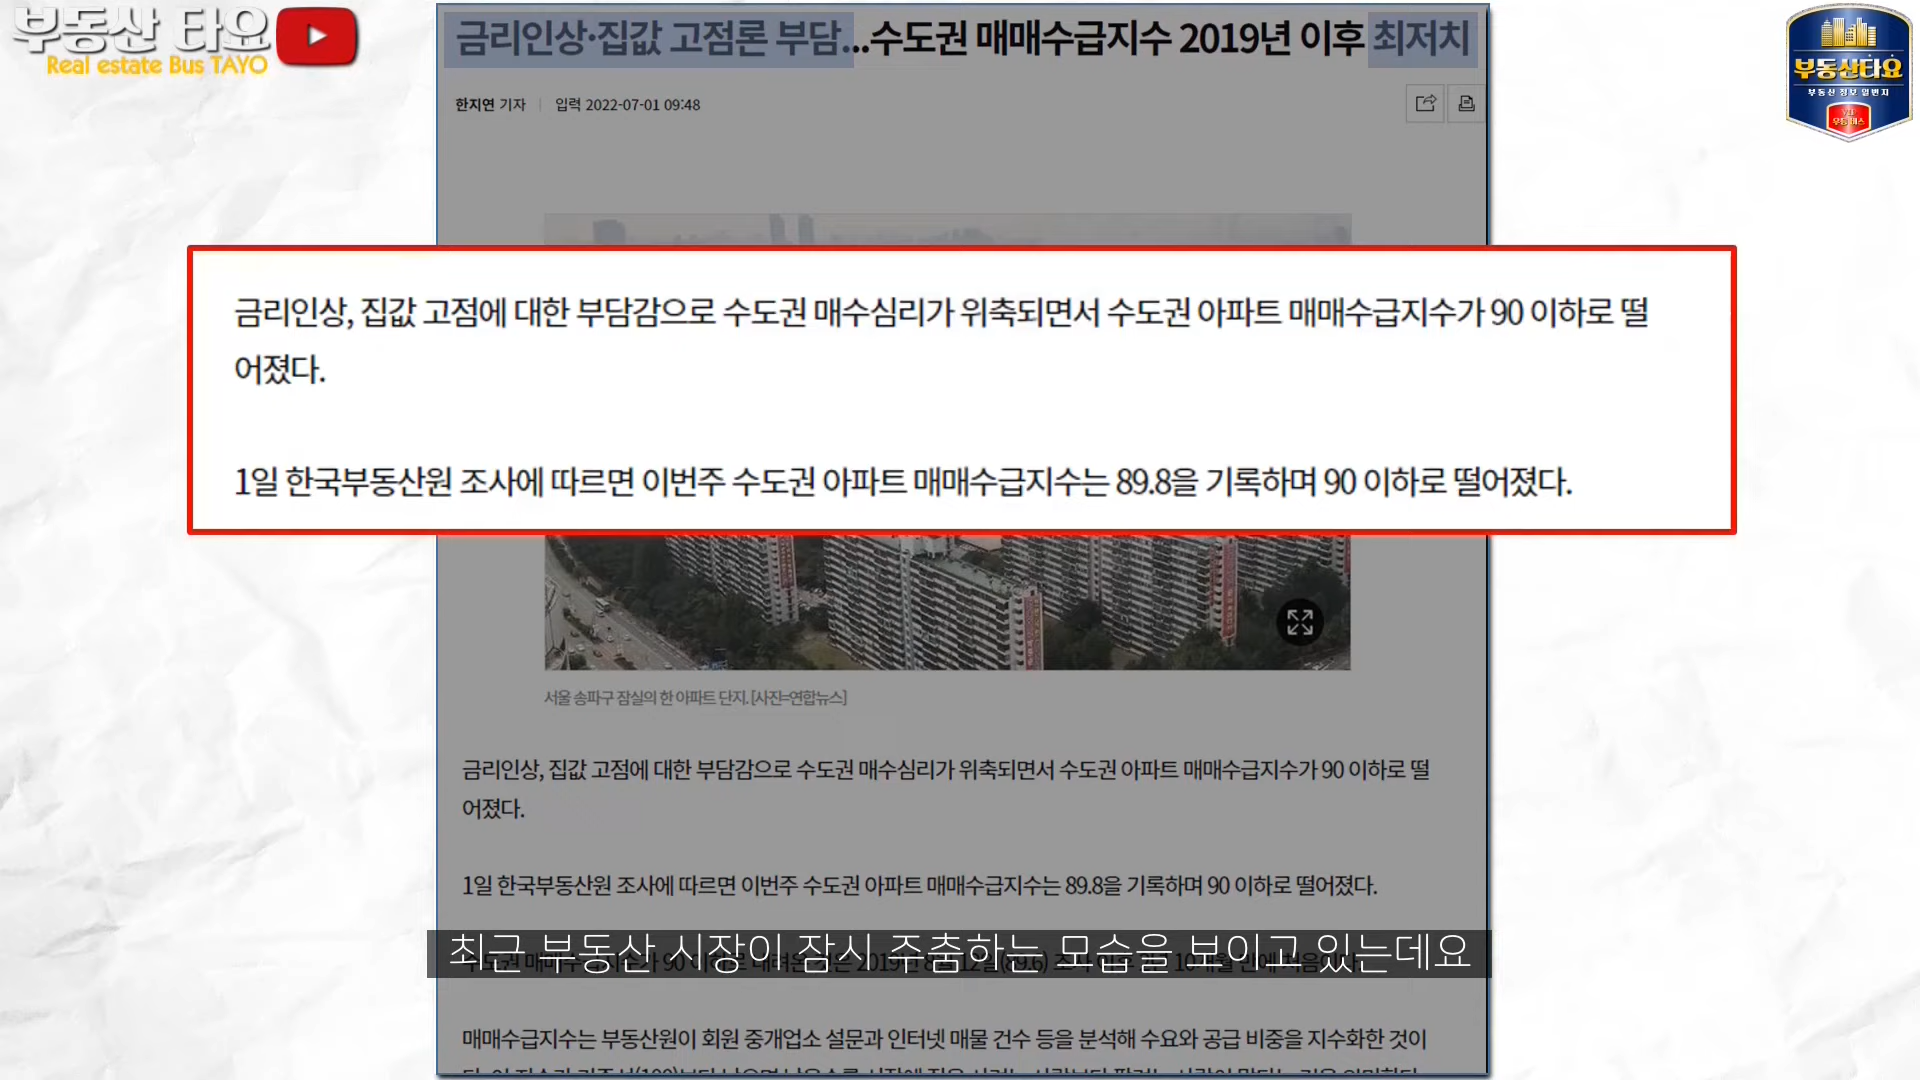 부동산 타요
Real estate Bus TAYO
금리인상·집값 고점론 부담...수도권 매매수급지수 2019년 이후 최저치
한지연 기자 | 입력 2022-07-01 09:48
부동산타요
부동산 정보 일번지
금리인상, 집값 고점에 대한 부담감으로 수도권 매수심리가 위축되면서 수도권 아파트 매매수급지수가 90 이하로 떨
어졌다.
1일 한국부동산원 조사에 따르면 이번주 수도권 아파트 매매수급지수는 89.8을 기록하며 90 이하로 떨어졌다.
서울 송파구 잠실의 한 아파트 단지. [사진=연합뉴스]
금리인상, 집값 고점에 대한 부담감으로 수도권 매수심리가 위축되면서 수도권 아파트 매매수급지수가 90 이하로 떨
어졌다.
1일 한국부동산원 조사에 따르면 이번주 수도권 아파트 매매수급지수는 89.8을 기록하며 90 이하로 떨어졌다.
최근 부동산 시장이 잠시 주춤하는 모습을 보이고 있는데요
매매수급지수는 부동산원이 회원 중개업소 설문과 인터넷 매물 건수 등을 분석해 수요와 공급 비중을 지수화한 것이